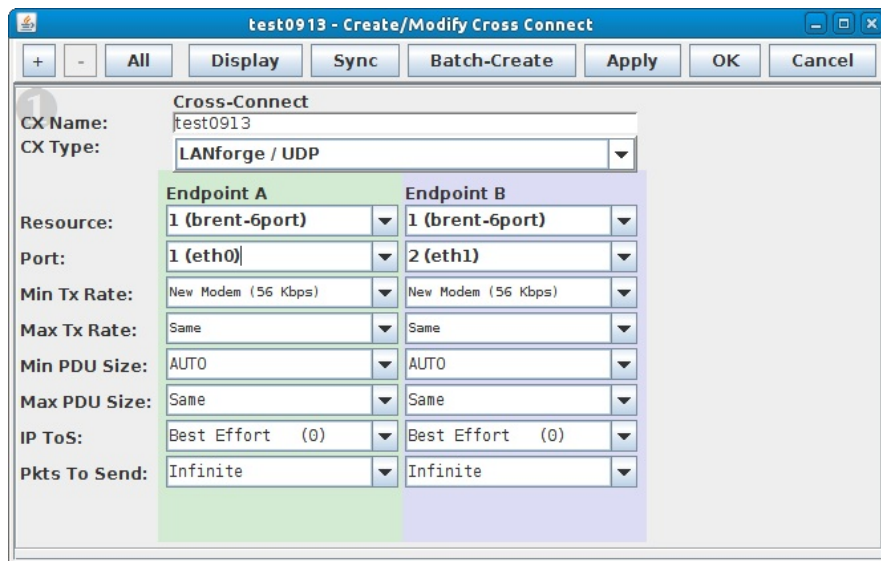 test0913 - Create/Modify Cross Connect
+ - All Display Sync Batch-Create Apply OK Cancel
1
Cross-Connect
CX Name: test0913
CX Type: LANforge / UDP
Endpoint A Endpoint B
Resource: 1 (brent-6port) 1 (brent-6port)
Port: 1 (eth0) 2 (eth1)
Min Tx Rate: New Modem (56 Kbps) New Modem (56 Kbps)
Max Tx Rate: Same Same
Min PDU Size: AUTO AUTO
Max PDU Size: Same Same
IP ToS: Best Effort (0) Best Effort (0)
Pkts To Send: Infinite Infinite